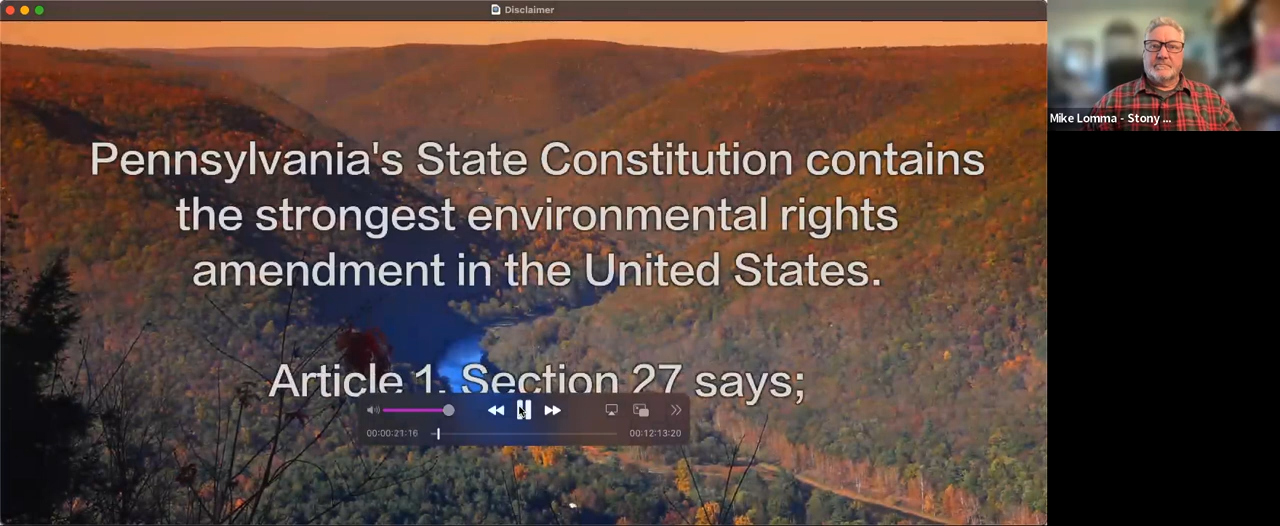 Disclaimer
Pennsylvania's State Constitution contains
the strongest environmental rights
amendment in the United States.
Article 1, Section 27 says;
00:00:21:16
00:12:13:20
Mike Lomma - Stony ...